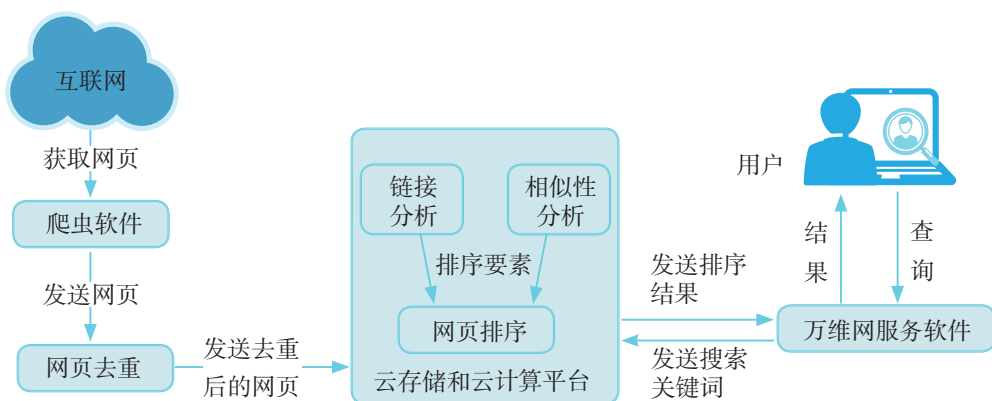 互联网
获取网页
爬虫软件
发送网页
网页去重
发送去重
后的网页
链接
分析
相似性
分析
排序要素
网页排序
云存储和云计算平台
发送排序
结果
发送搜索
关键词
用户
结
果
查
询
万维网服务软件